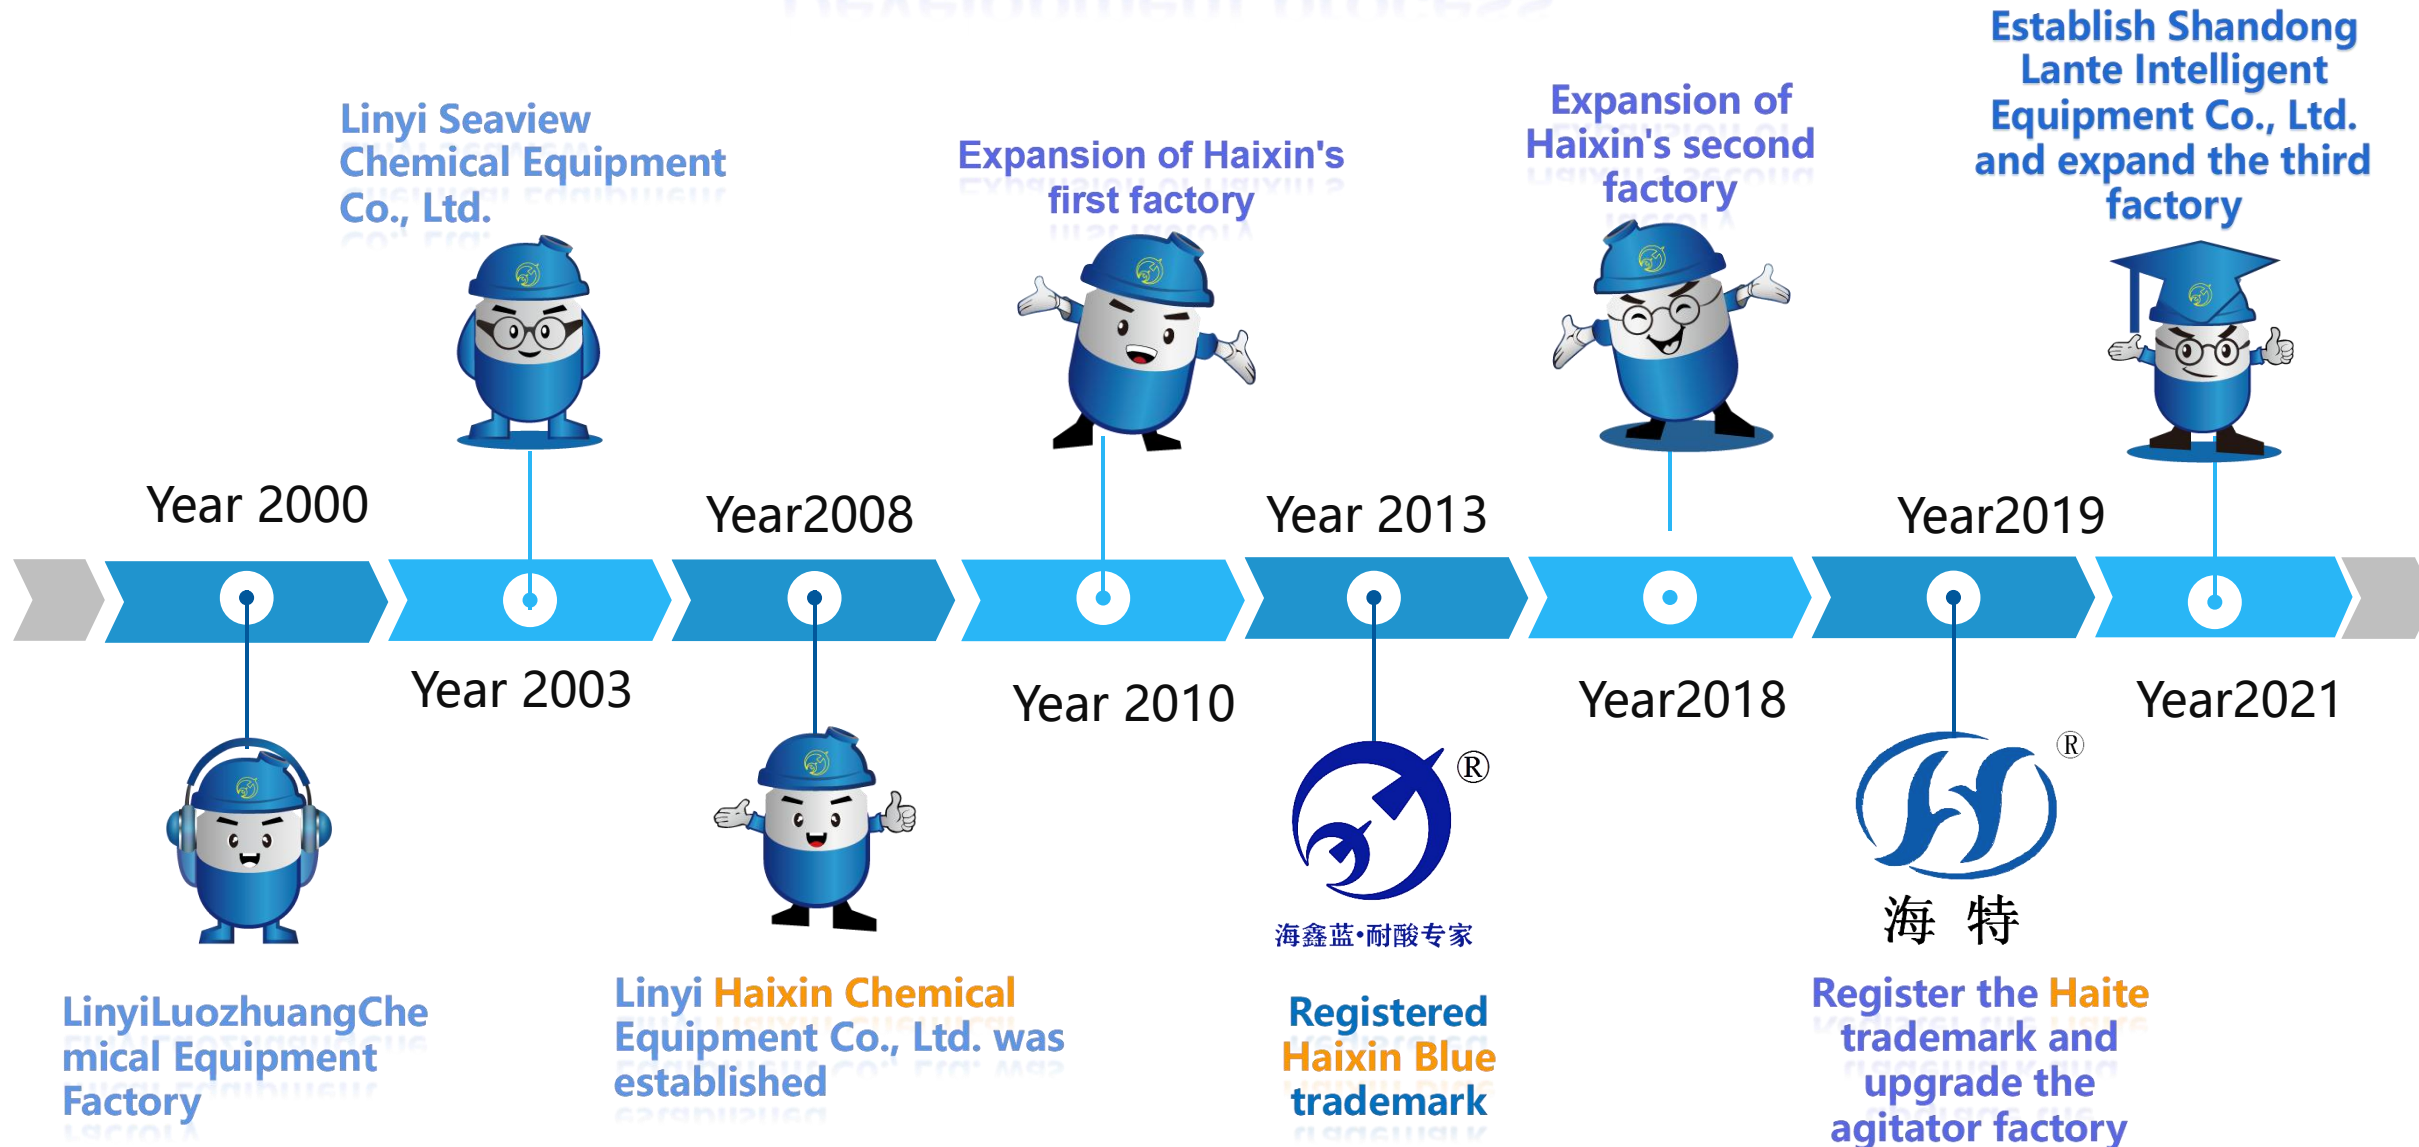 Linyi Seaview
Chemical Equipment
Co., Ltd.
Expansion of Haixin's
first factory
Expansion of
Haixin's second
factory
Establish Shandong
Lante Intelligent
Equipment Co., Ltd.
and expand the third
factory
Year 2000
Year2008
Year 2013
Year2019
Year 2003
Year 2010
Year2018
Year2021
®
海鑫蓝•耐酸专家
®
海特
LinyiLuozhuangChe
mical Equipment
Factory
Linyi Haixin Chemical
Equipment Co., Ltd. was
established
Registered
Haixin Blue
trademark
Register the Haite
trademark and
upgrade the
agitator factory